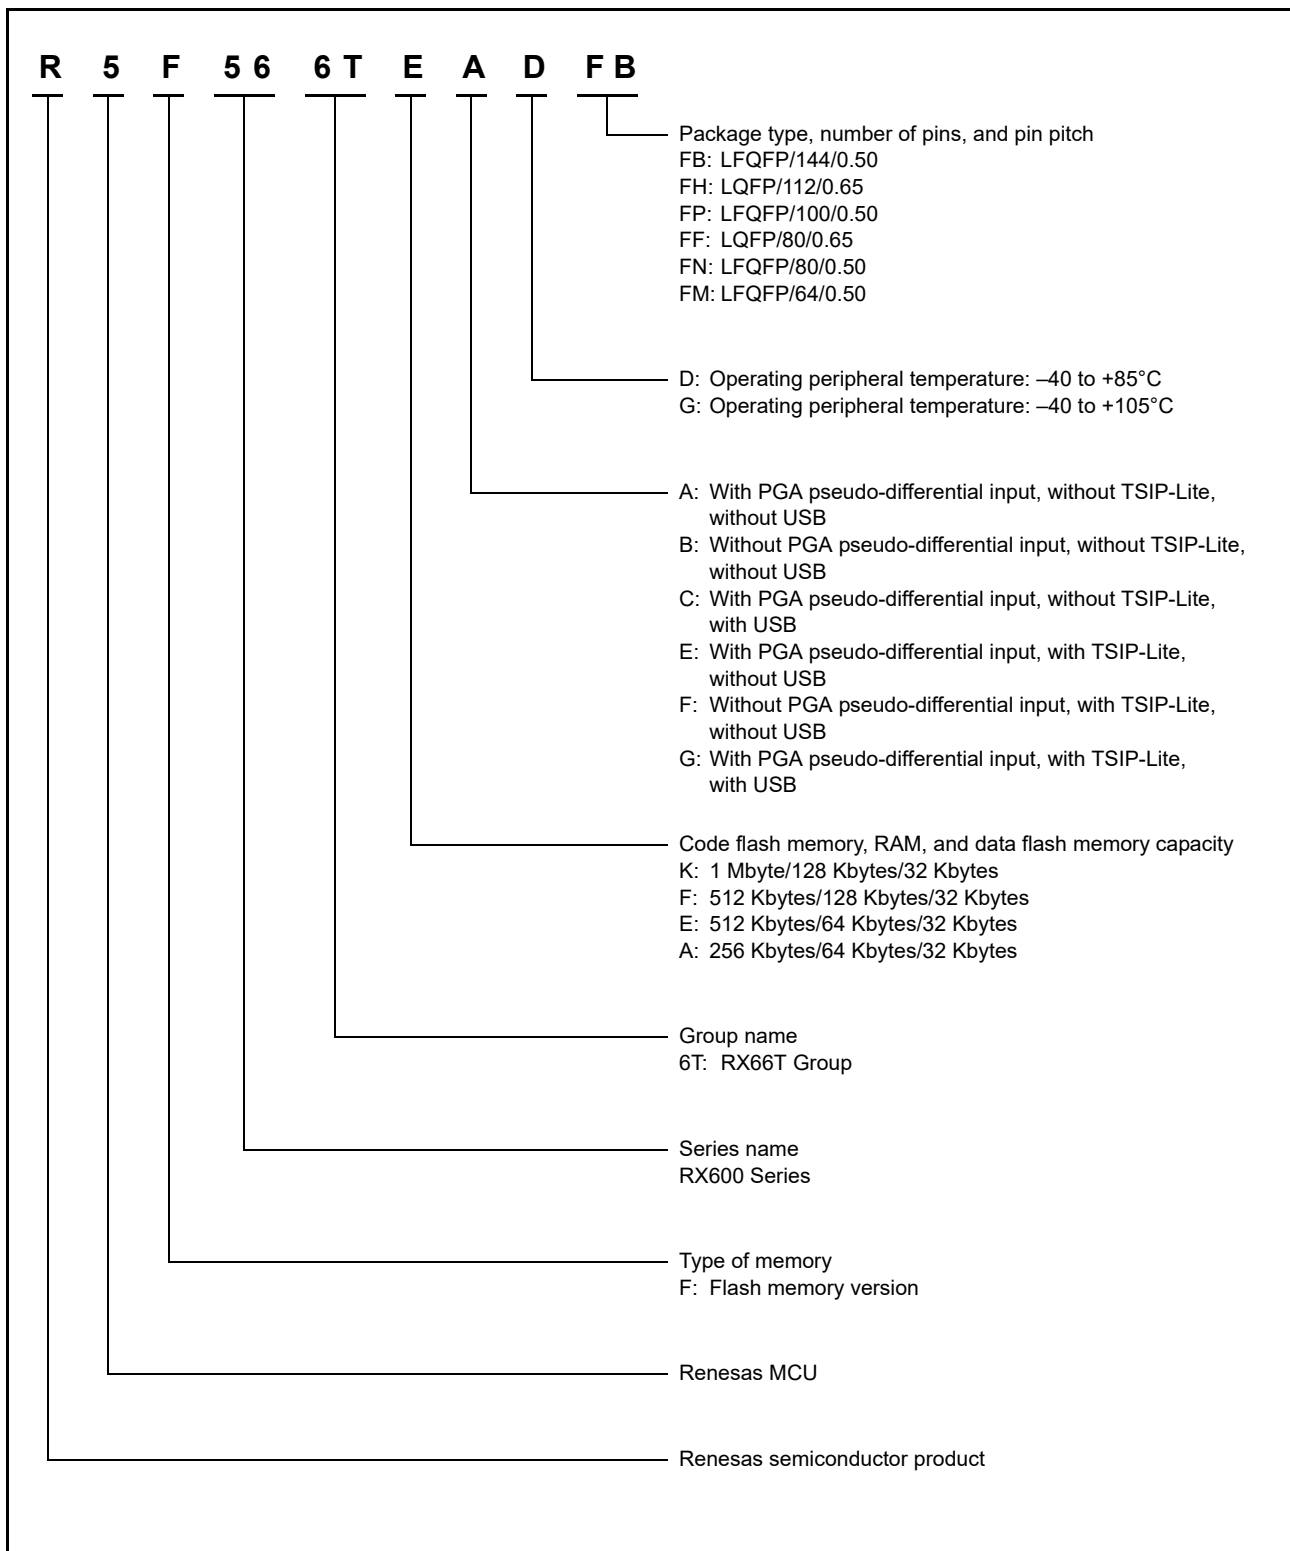 R 5 F 5 6 6 T E A D F B
Package type, number of pins, and pin pitch
FB: LFQFP/144/0.50
FH: LQFP/112/0.65
FP: LFQFP/100/0.50
FF: LQFP/80/0.65
FN: LFQFP/80/0.50
FM: LFQFP/64/0.50
D: Operating peripheral temperature: –40 to +85°C
G: Operating peripheral temperature: –40 to +105°C
A: With PGA pseudo-differential input, without TSIP-Lite,
without USB
B: Without PGA pseudo-differential input, without TSIP-Lite,
without USB
C: With PGA pseudo-differential input, without TSIP-Lite,
with USB
E: With PGA pseudo-differential input, with TSIP-Lite,
without USB
F: Without PGA pseudo-differential input, with TSIP-Lite,
without USB
G: With PGA pseudo-differential input, with TSIP-Lite,
with USB
Code flash memory, RAM, and data flash memory capacity
K: 1 Mbyte/128 Kbytes/32 Kbytes
F: 512 Kbytes/128 Kbytes/32 Kbytes
E: 512 Kbytes/64 Kbytes/32 Kbytes
A: 256 Kbytes/64 Kbytes/32 Kbytes
Group name
6T: RX66T Group
Series name
RX600 Series
Type of memory
F: Flash memory version
Renesas MCU
Renesas semiconductor product